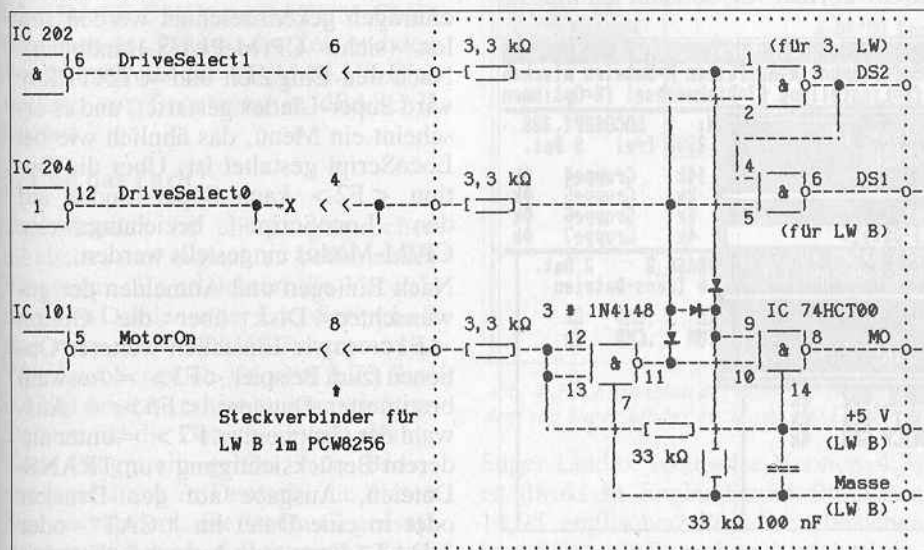 IC 202
6
3,3 kΩ
1
(für 3. LW)
&
6
DriveSelect1
<
&
3
DS2
2
IC 204
4
3,3 kΩ
4
&
12
DriveSelect0
X
<
&
6
DS1
5
(für LW B)
IC 101
8
3,3 kΩ
3 # 1N4148
9
IC 74HCT00
5
MotorOn
<
12
&
11
10
&
8
MO
13
7
14
Steckverbinder für
LW B im PCW8256
33 kΩ
+5 V
(LW B)
Masse
(LW B)
33 kΩ
100 nF